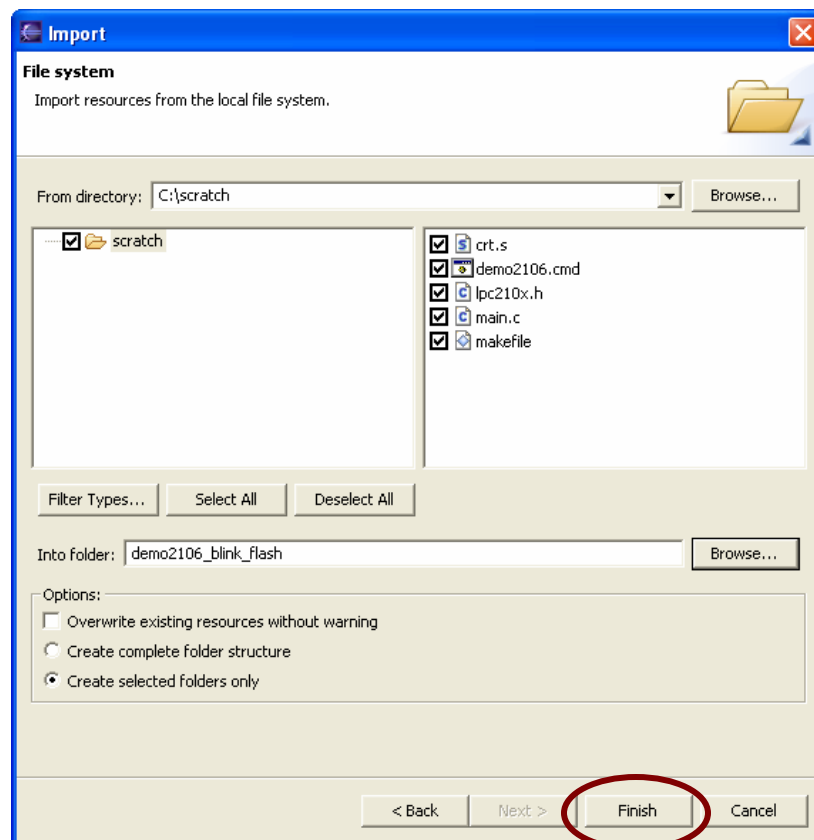 Import
File system
Import resources from the local file system.
From directory: C:\scratch Browse...
scratch
crt.s
demo2106.cmd
lpc210x.h
main.c
makefile
Filter Types... Select All Deselect All
Into folder: demo2106_blink_flash Browse...
Options:
Overwrite existing resources without warning
Create complete folder structure
Create selected folders only
< Back Next > Finish Cancel